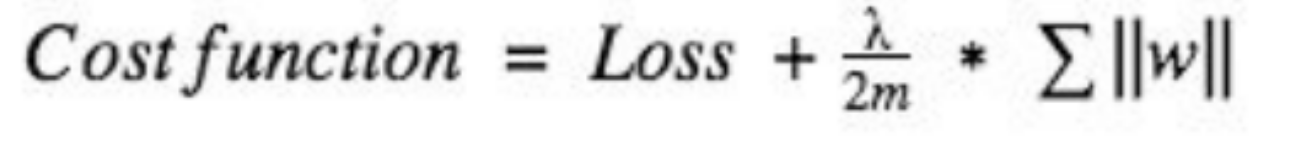 Cost function = Loss + λ/2m * ∑ ||w||